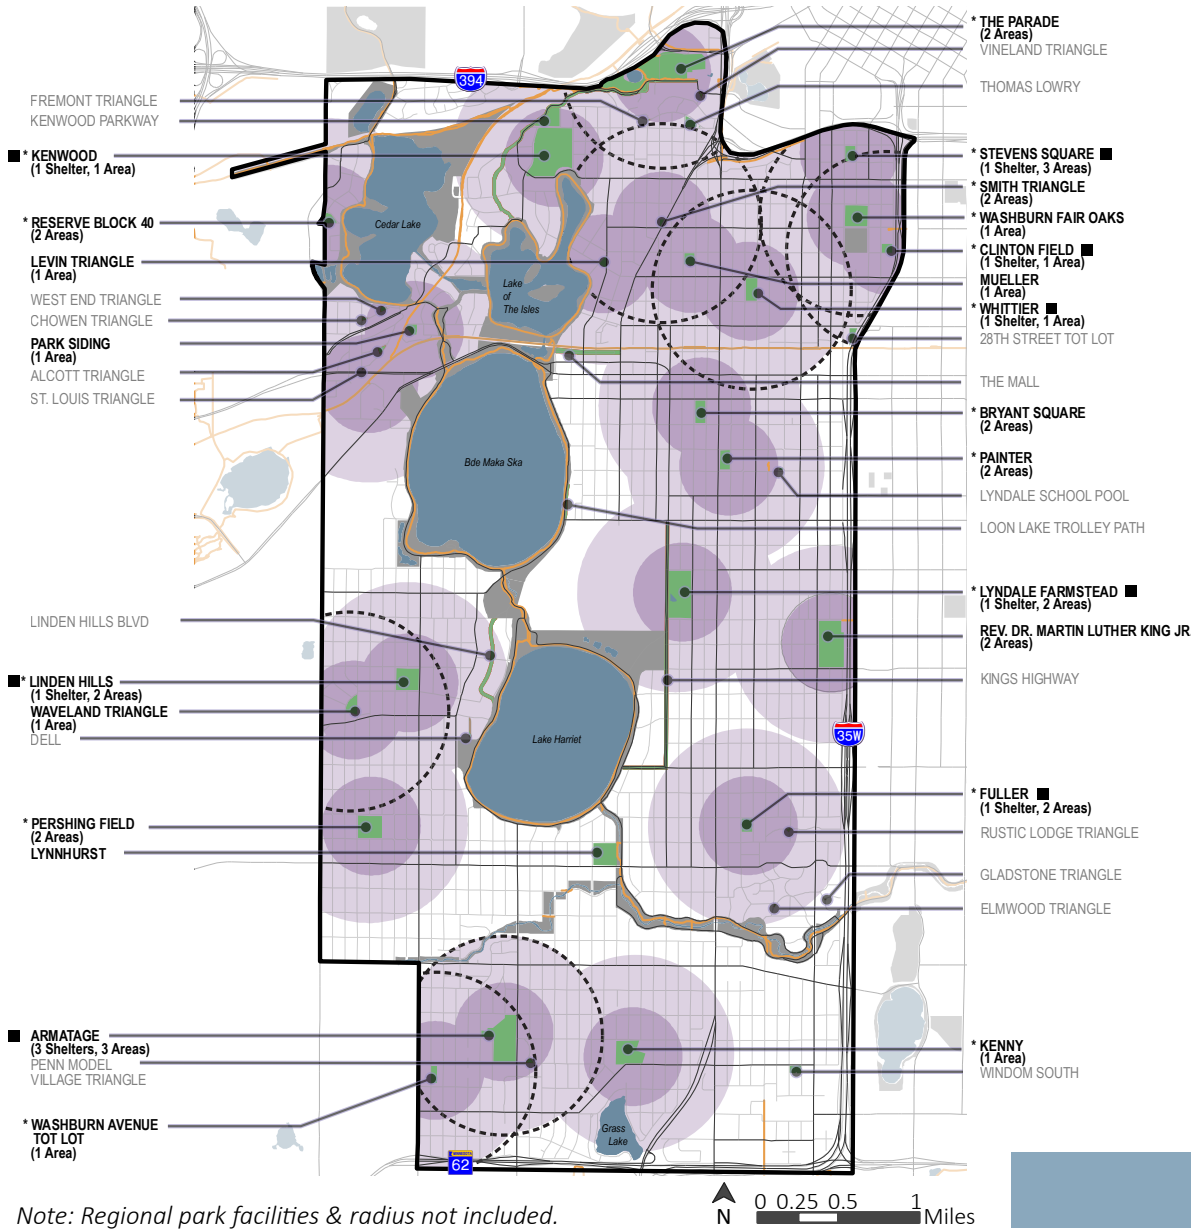 * THE PARADE
(2 Areas)
VINELAND TRIANGLE
394
THOMAS LOWRY
FREMONT TRIANGLE
KENWOOD PARKWAY
■ * KENWOOD
(1 Shelter, 1 Area)
* STEVENS SQUARE ■
(1 Shelter, 3 Areas)
* SMITH TRIANGLE
(2 Areas)
* RESERVE BLOCK 40
(2 Areas)
* WASHBURN FAIR OAKS
(1 Area)
Cedar Lake
LEVIN TRIANGLE
(1 Area)
* CLINTON FIELD ■
(1 Shelter, 1 Area)
MUELLER
(1 Area)
Lake
of
The Isles
WEST END TRIANGLE
CHOWEN TRIANGLE
* WHITTIER ■
(1 Shelter, 1 Area)
28TH STREET TOT LOT
PARK SIDING
(1 Area)
ALCOTT TRIANGLE
ST. LOUIS TRIANGLE
THE MALL
* BRYANT SQUARE
(2 Areas)
* PAINTER
(2 Areas)
Bde Maka Ska
LYNDALE SCHOOL POOL
LOON LAKE TROLLEY PATH
* LYNDALE FARMSTEAD ■
(1 Shelter, 2 Areas)
LINDEN HILLS BLVD
REV. DR. MARTIN LUTHER KING JR
(2 Areas)
KINGS HIGHWAY
■ * LINDEN HILLS
(1 Shelter, 2 Areas)
WAVELAND TRIANGLE
(1 Area)
DELL
Lake Harriet
35W
* FULLER ■
(1 Shelter, 2 Areas)
* PERSHING FIELD
(2 Areas)
LYNNHURST
RUSTIC LODGE TRIANGLE
GLADSTONE TRIANGLE
ELMWOOD TRIANGLE
■ ARMATAGE
(3 Shelters, 3 Areas)
PENN MODEL
VILLAGE TRIANGLE
* KENNY
(1 Area)
WINDOM SOUTH
* WASHBURN AVENUE
TOT LOT
(1 Area)
Grass
Lake
MINNESOTA
62
Note: Regional park facilities & radius not included.
N
0 0.25 0.5 1
Miles